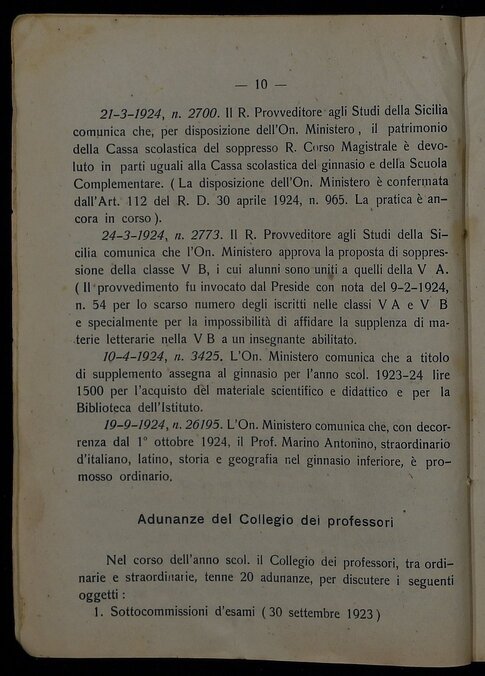 — 10 —
21-3-1924, n. 2700. Il R. Provveditore agli Studi della Sicilia
comunica che, per disposizione dell'On. Ministero, il patrimonio
della Cassa scolastica del soppresso R. Corso Magistrale è devo-
luto in parti uguali alla Cassa scolastica del ginnasio e della Scuola
Complementare. ( La disposizione dell'On. Ministero è confermata
dall'Art. 112 del R. D. 30 aprile 1924, n. 965. La pratica è an-
cora in corso ).
24-3-1924, n. 2773. Il R. Provveditore agli Studi della Si-
cilia comunica che l'On. Ministero approva la proposta di soppres-
sione della classe V B, i cui alunni sono uniti a quelli della V A.
( Il provvedimento fu invocato dal Preside con nota del 9-2-1924,
n. 54 per lo scarso numero degli iscritti nelle classi V A e V B
e specialmente per la impossibilità di affidare la supplenza di ma-
terie letterarie nella V B a un insegnante abilitato.
10-4-1924, n. 3425. L'On. Ministero comunica che a titolo
di supplemento assegna al ginnasio per l'anno scol. 1923-24 lire
1500 per l'acquisto del materiale scientifico e didattico e per la
Biblioteca dell'Istituto.
19-9-1924, n. 26195. L'On. Ministero comunica che, con decor-
renza dal 1° ottobre 1924, il Prof. Marino Antonino, straordinario
d'italiano, latino, storia e geografia nel ginnasio inferiore, è pro-
mosso ordinario.
Adunanze del Collegio dei professori
Nel corso dell'anno scol. il Collegio dei professori, tra ordi-
narie e straordinarie, tenne 20 adunanze, per discutere i seguenti
oggetti :
1. Sottocommissioni d'esami ( 30 settembre 1923 )